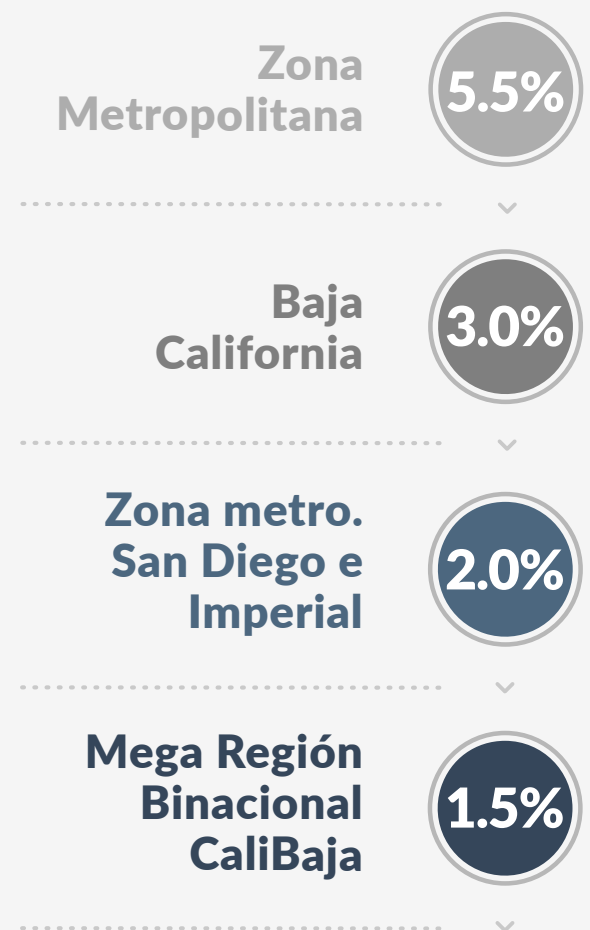 Zona
Metropolitana
5.5%
Baja
California
3.0%
Zona metro.
San Diego e
Imperial
2.0%
Mega Región
Binacional
CaliBaja
1.5%